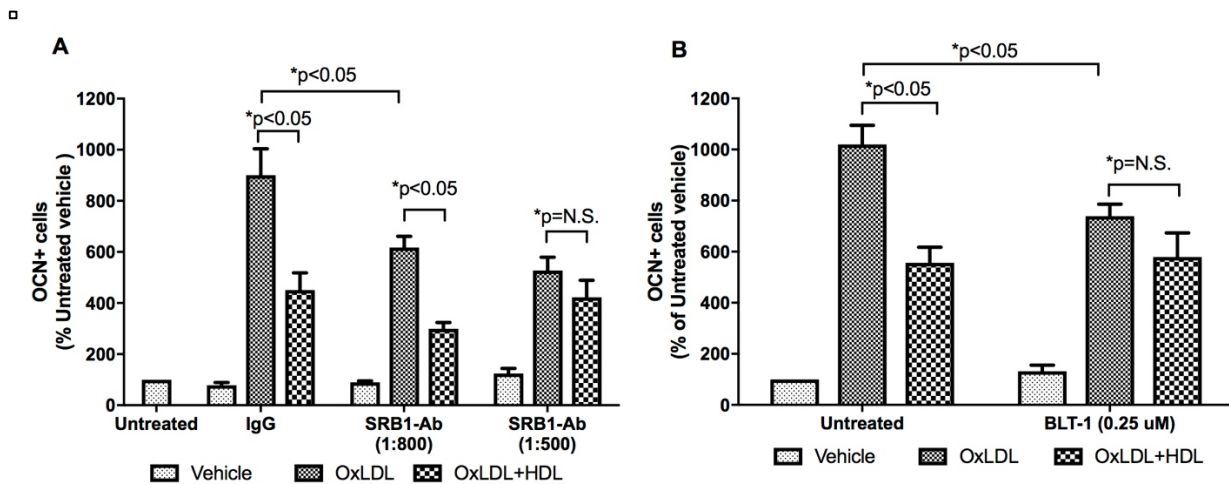 A
OCN+ cells
(% Untreated vehicle )
1200
1000
800
600
400
200
0
*p<0.05
*p<0.05
*p<0.05
*p=N.S.
Untreated
IgG
SRB1-Ab
(1:800)
SRB1-Ab
(1:500)
Vehicle
OxLDL
OxLDL+HDL
B
OCN+ cells
(% of Untreated vehicle)
1200
1000
800
600
400
200
0
*p<0.05
*p<0.05
*p=N.S.
Untreated
BLT-1 (0.25 uM)
Vehicle
OxLDL
OxLDL+HDL